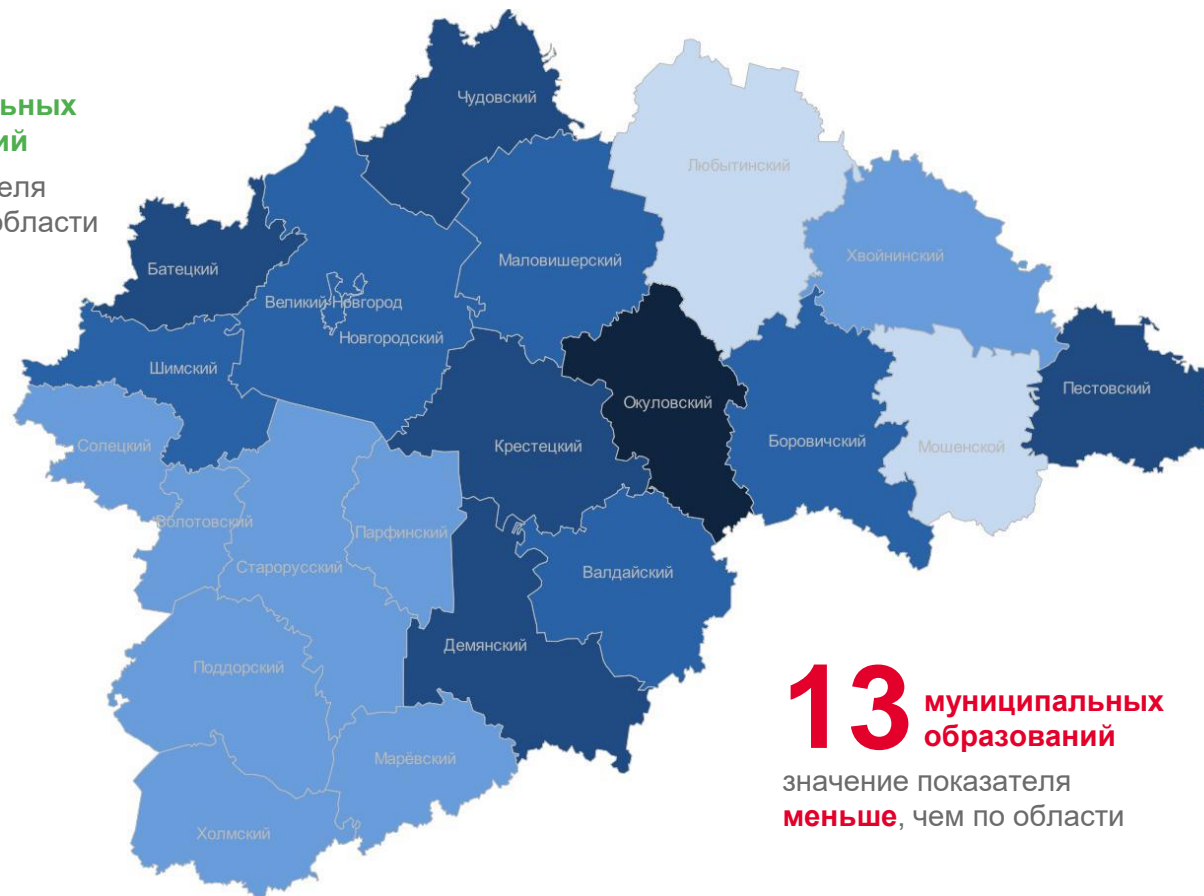 ьных
ий
еля
области
Чудовский
Любытинский
Хвойнинский
Маловишерский
Батецкий
Великий Новгород
Новгородский
Шимский
Пестовский
Окуловский
Солецкий
Крестецкий
Боровичский
Мошенской
Волотовский
Парфинский
Старорусский
Валдайский
Демянский
Поддорский
Марёвский
Холмский
13 муниципальных
образований
значение показателя
меньше, чем по области